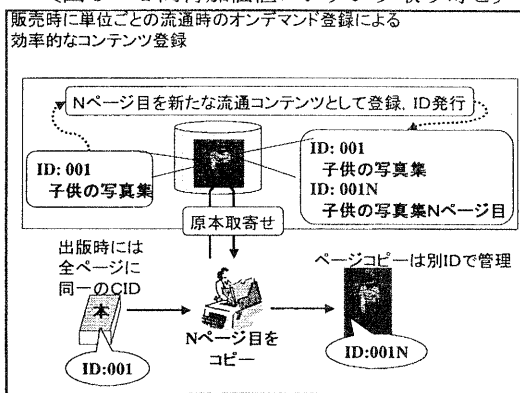 販売時に単位ごとの流通時のオンデマンド登録による
効率的なコンテンツ登録
Nページ目を新たな流通コンテンツとして登録, ID発行
ID: 001
子供の写真集
ID: 001
子供の写真集
ID: 001N
子供の写真集Nページ目
原本取寄せ
出版時には
全ページに
同一のCID
ページコピーは別IDで管理
本
Nページ目を
コピー
ID:001
ID:001N